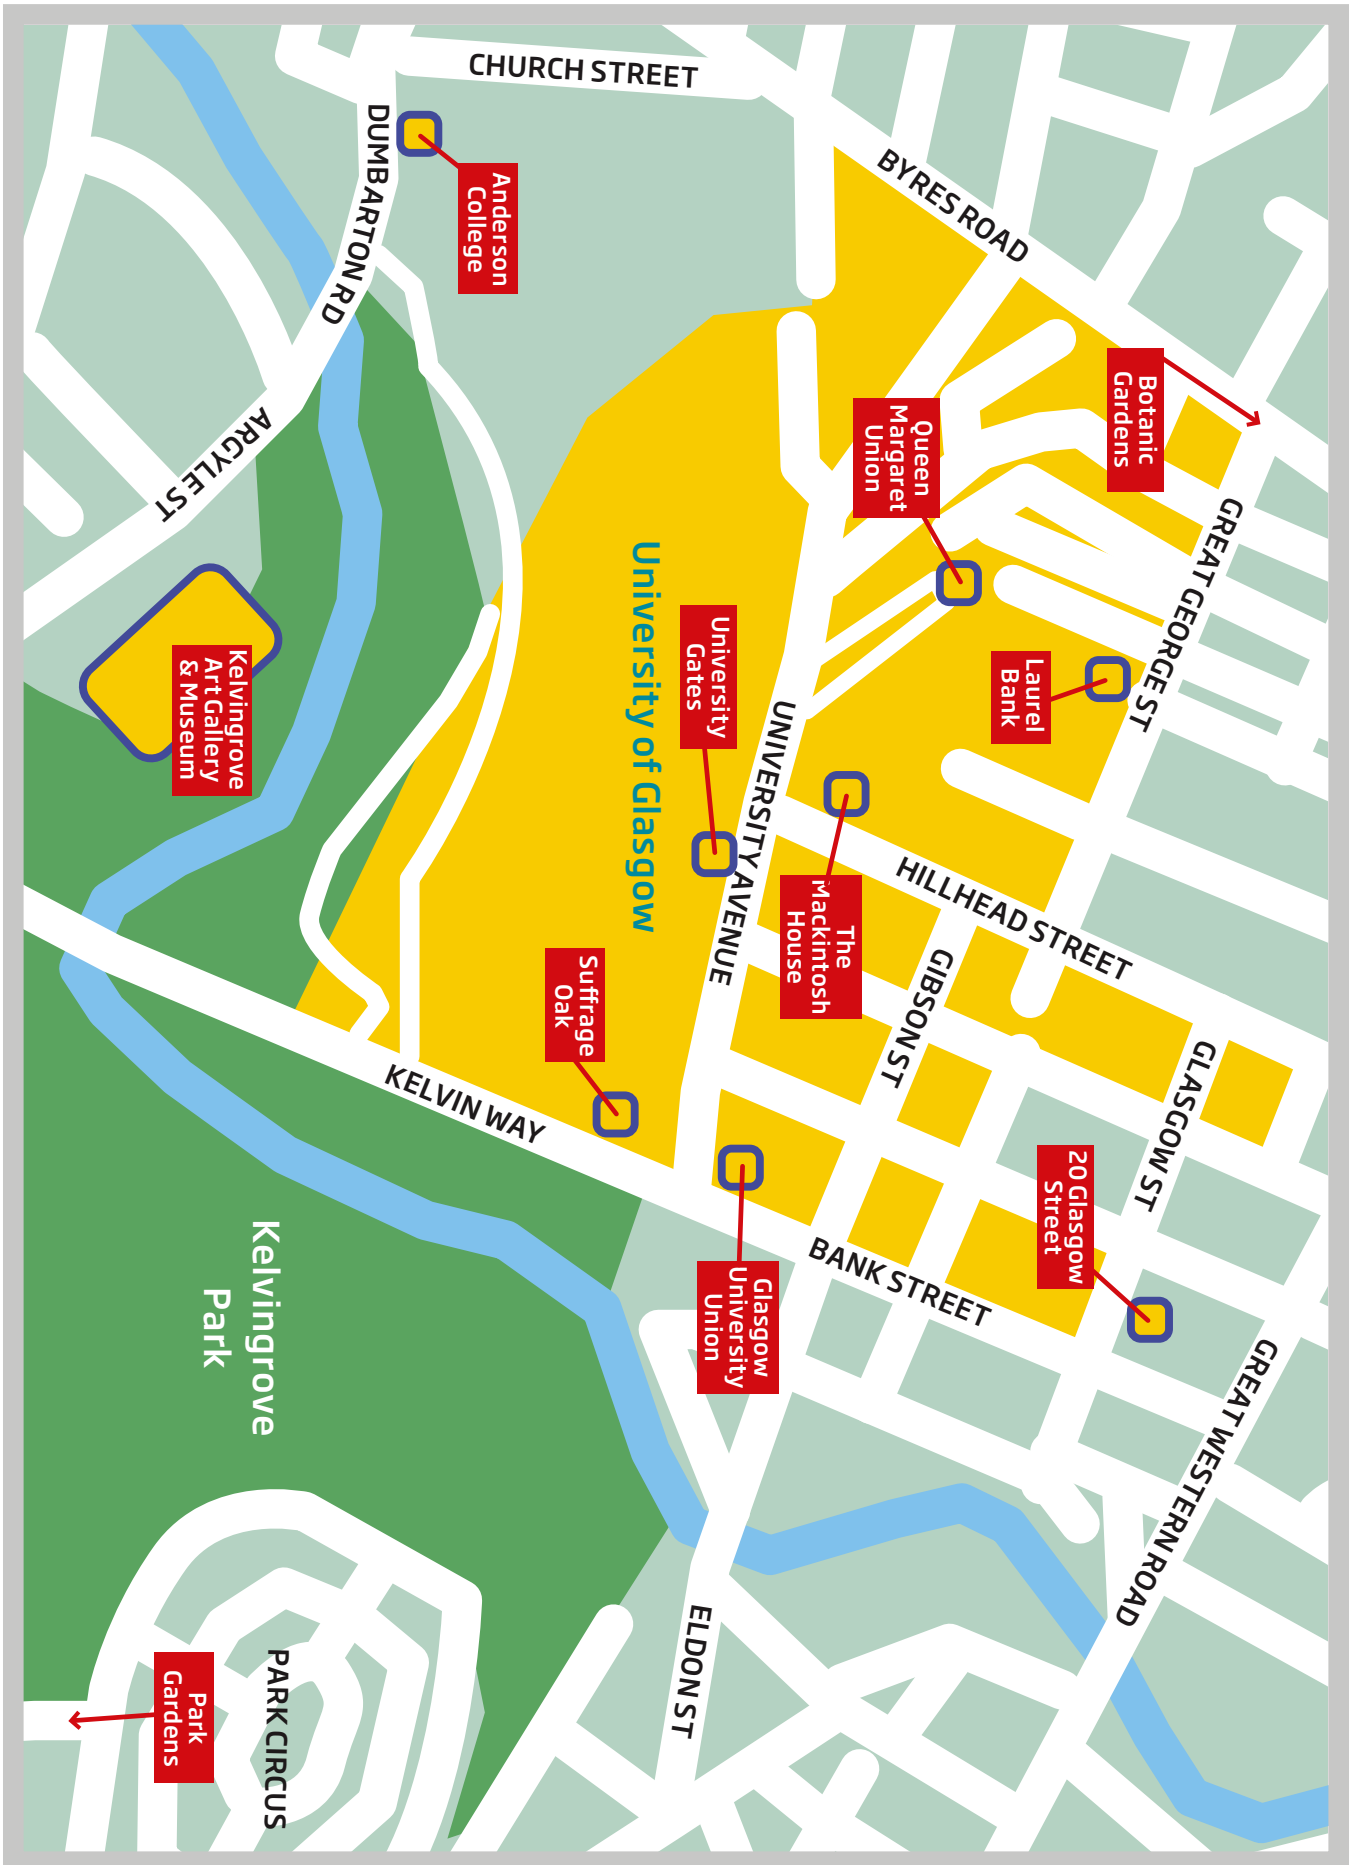 CHURCH STREET
DUMBARTON RD
Anderson
College
BYRES ROAD
Botanic
Gardens
Queen
Margaret
Union
ARGYLE ST
GREAT GEORGE ST
University of Glasgow
University
Gates
Laurel
Bank
Kelvingrove
Art Gallery
& Museum
UNIVERSITY AVENUE
The
Mackintosh
House
HILLHEAD STREET
GIBSON ST
Suffrage
Oak
GLASGOW ST
KELVIN WAY
20 Glasgow
Street
BANK STREET
Glasgow
University
Union
Kelvingrove
Park
GREAT WESTERN ROAD
ELDON ST
PARK CIRCUS
Park
Gardens